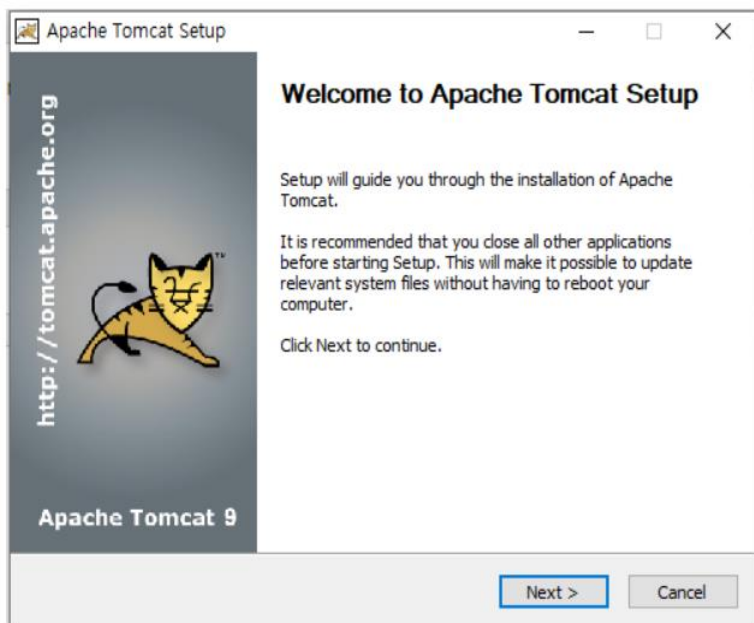 Apache Tomcat Setup
http://tomcat.apache.org
Apache Tomcat 9
Welcome to Apache Tomcat Setup
Setup will guide you through the installation of Apache
Tomcat.
It is recommended that you close all other applications
before starting Setup. This will make it possible to update
relevant system files without having to reboot your
computer.
Click Next to continue.
Next >
Cancel